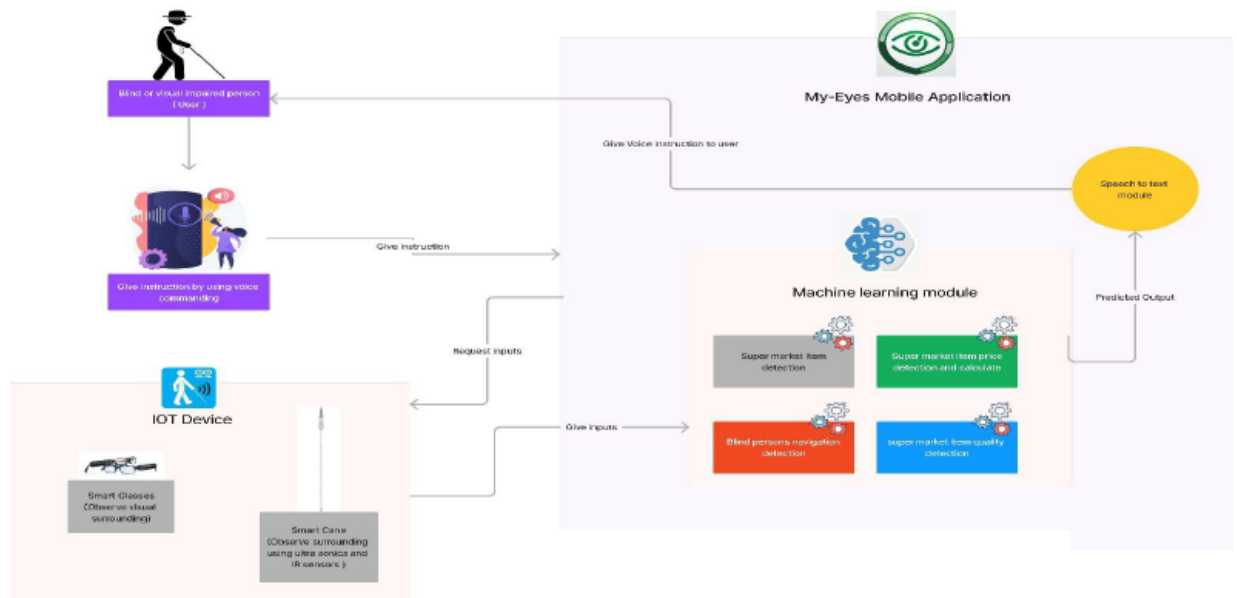 Blind or visual impaired person
( User )
Give instruction by using voice
commanding
Give instruction
Request inputs
IOT Device
Smart Glasses
(Observe visual
surrounding)
Smart Cane
(Observe surrounding
using ultra sonics and
IR sensors )
Give inputs
My-Eyes Mobile Application
Give Voice instruction to user
Speech to text
module
Machine learning module
Predicted Output
Super market item
detection
Super market item price
detection and calculate
Blind persons navigation
detection
super market item quality
detection